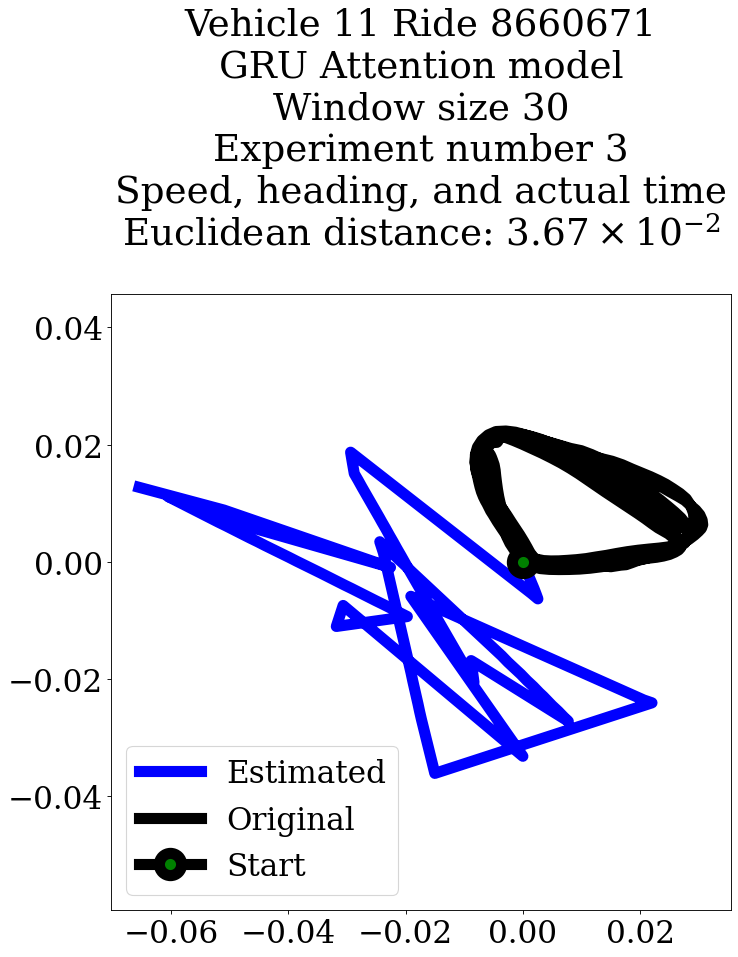 Vehicle 11 Ride 8660671
GRU Attention model
Window size 30
Experiment number 3
Speed, heading, and actual time
Euclidean distance: 3.67 × 10⁻²
0.04
0.02
0.00
−0.02
−0.04
Estimated
Original
Start
−0.06 −0.04 −0.02 0.00 0.02